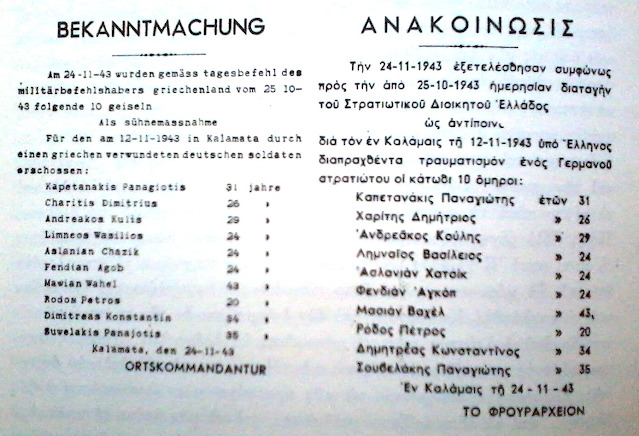 BEKANNTMACHUNG
Am 24-11-43 wurden gemäss tagesbefehl des
militärbefehlshabers griechenland vom 25 10-
43 folgende 10 geiseln
Als sühnemassnahme
Für den am 12-11-1943 in Kalamata durch
einen griechen verwundeten deutschen soldaten
erschossen:
Kapetanakis Panagiotis 31 jahre
Charitis Dimitrius 26 »
Andreakos Kulis 29 »
Limneos Wasilios 24 »
Aslanian Chazik 24 »
Fendian Agob 24 »
Mawian Wahel 43 »
Rodos Petros 20 »
Dimitreas Konstantin 34 »
Suwelakis Panajotis 35 »
Kalamata, den 24-11-43
ORTSKOMMANDANTUR
ΑΝΑΚΟΙΝΩΣΙΣ
Τὴν 24-11-1943 ἐξετελέσθησαν συμφώνως
πρὸς τὴν ἀπὸ 25-10-1943 ἡμερησίαν διαταγὴν
τοῦ Στρατιωτικοῦ Διοικητοῦ Ἑλλάδος
ὡς ἀντίποιν
διὰ τὸν ἐν Καλάμαις τῇ 12-11-1943 ὑπὸ Ἕλληνος
διαπραχθέντα τραυματισμὸν ἑνὸς Γερμανοῦ
στρατιώτου οἱ κάτωθι 10 ὅμηροι:
Καπετανάκις Παναγιώτης ἐτῶν 31
Χαρίτης Δημήτριος » 26
Ἀνδρεᾶκος Κούλης » 29
Λημναῖος Βασίλειος » 24
Ἀσλανιὰν Χατσὶκ » 24
Φενδιὰν Ἀγκὸπ » 24
Μασιὰν Βαχὲλ » 43,
Ῥόδος Πέτρος » 20
Δημητρέας Κωνσταντῖνος » 34
Σουβελάκης Παναγιώτης » 35
Ἐν Καλάμαις τῇ 24 - 11 - 43
ΤΟ ΦΡΟΥΡΑΡΧΕΙΟΝ